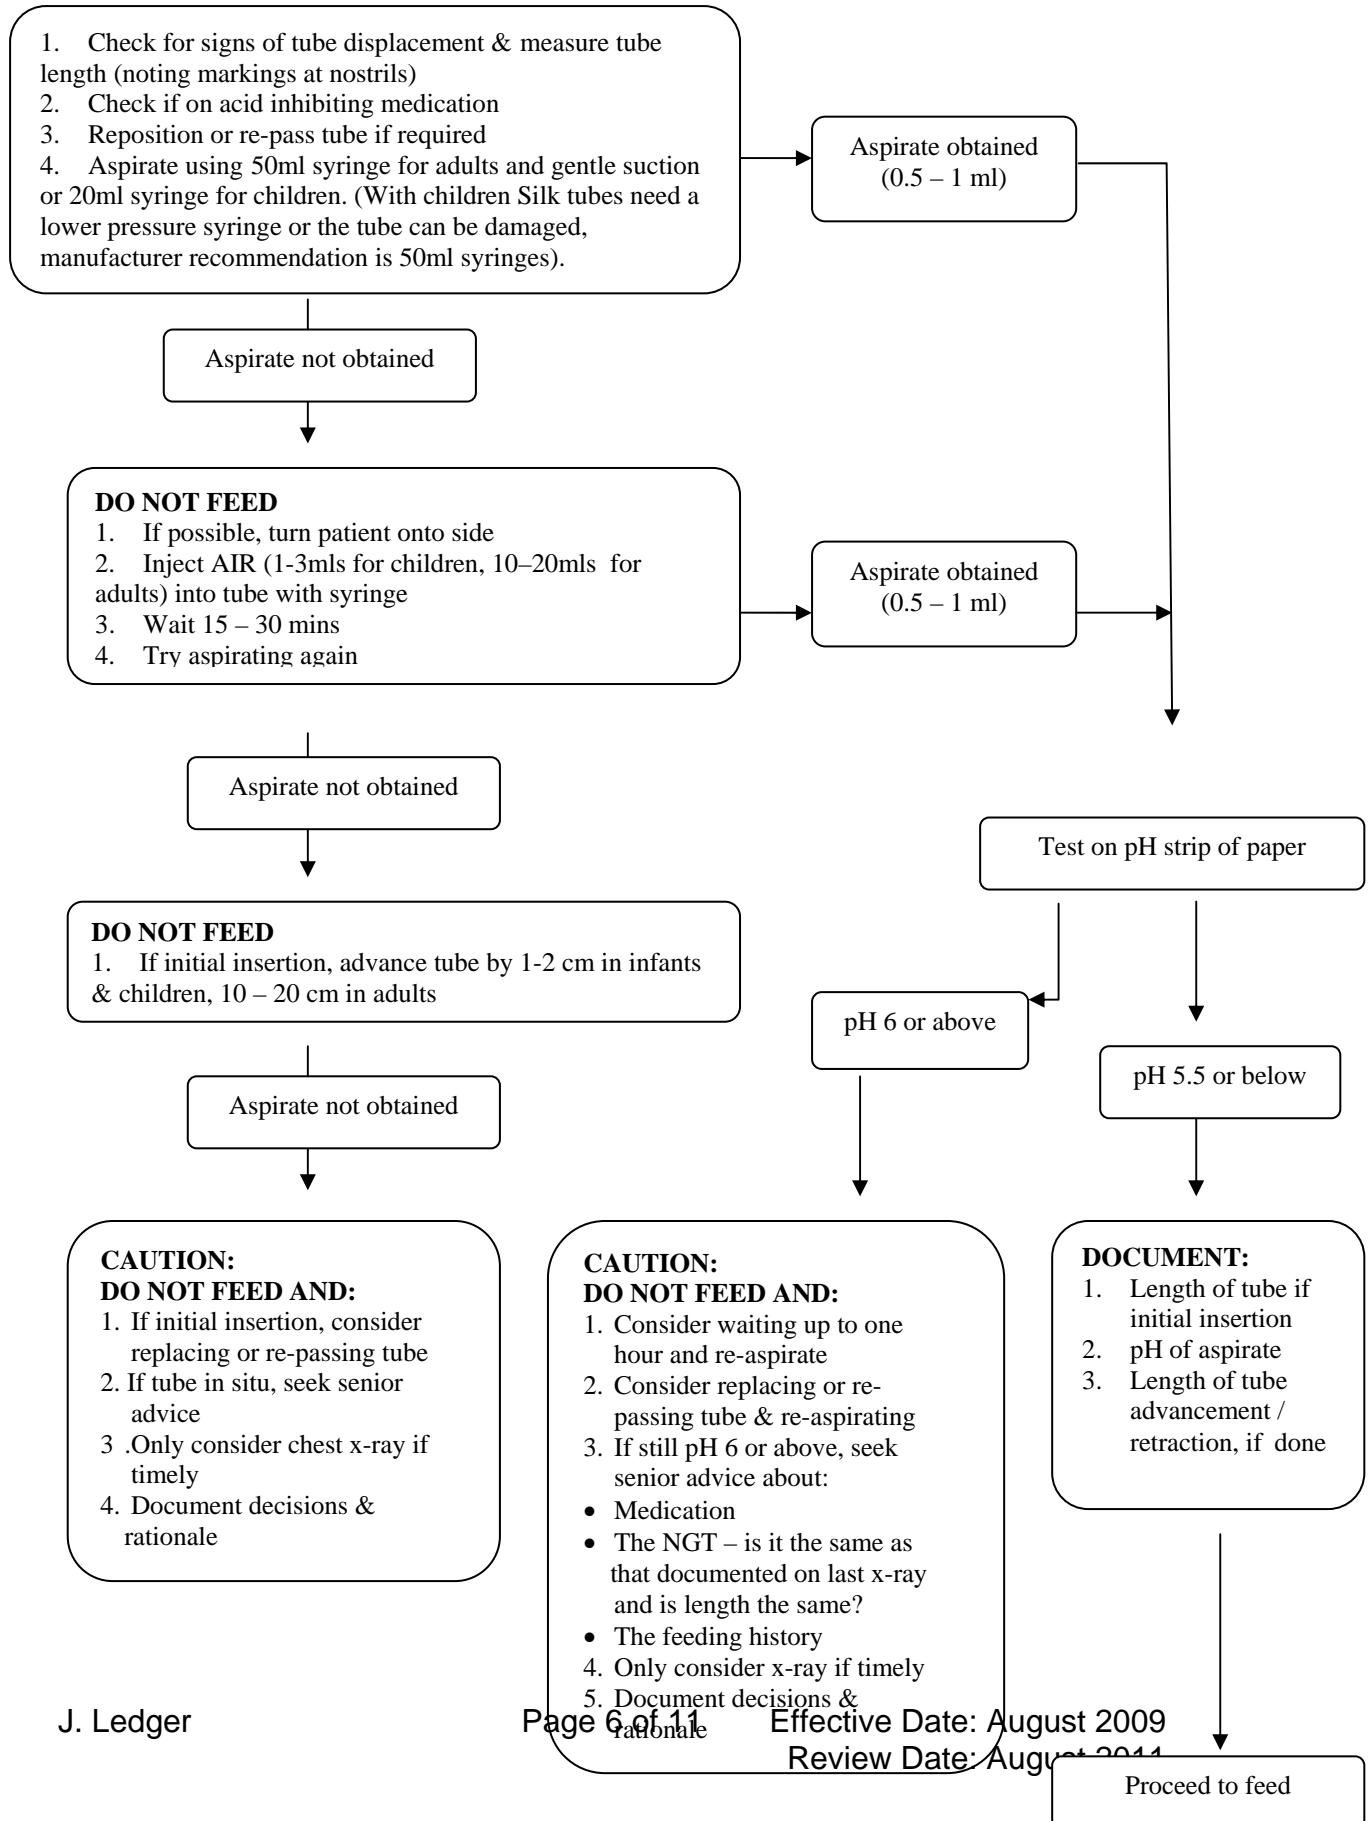 1. Check for signs of tube displacement & measure tube
length (noting markings at nostrils)
2. Check if on acid inhibiting medication
3. Reposition or re-pass tube if required
4. Aspirate using 50ml syringe for adults and gentle suction
or 20ml syringe for children. (With children Silk tubes need a
lower pressure syringe or the tube can be damaged,
manufacturer recommendation is 50ml syringes).
Aspirate obtained
(0.5 – 1 ml)
Aspirate not obtained
DO NOT FEED
1. If possible, turn patient onto side
2. Inject AIR (1-3mls for children, 10–20mls for
adults) into tube with syringe
3. Wait 15 – 30 mins
4. Try aspirating again
Aspirate obtained
(0.5 – 1 ml)
Aspirate not obtained
Test on pH strip of paper
DO NOT FEED
1. If initial insertion, advance tube by 1-2 cm in infants
& children, 10 – 20 cm in adults
pH 6 or above
pH 5.5 or below
Aspirate not obtained
CAUTION:
DO NOT FEED AND:
1. If initial insertion, consider
replacing or re-passing tube
2. If tube in situ, seek senior
advice
3 .Only consider chest x-ray if
timely
4. Document decisions &
rationale
CAUTION:
DO NOT FEED AND:
1. Consider waiting up to one
hour and re-aspirate
2. Consider replacing or re-
passing tube & re-aspirating
3. If still pH 6 or above, seek
senior advice about:
• Medication
• The NGT – is it the same as
that documented on last x-ray
and is length the same?
• The feeding history
4. Only consider x-ray if timely
5. Document decisions &
rationale
DOCUMENT:
1. Length of tube if
initial insertion
2. pH of aspirate
3. Length of tube
advancement /
retraction, if done
J. Ledger Page 6 of 11 Effective Date: August 2009
Review Date: August 2011
Proceed to feed